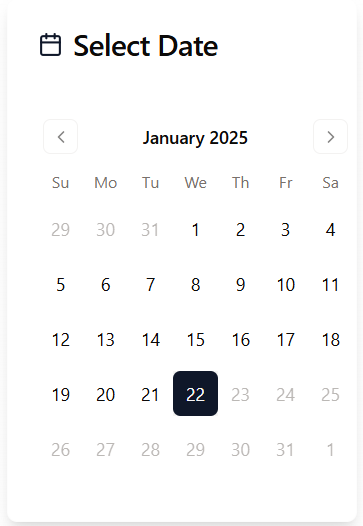 Select Date
January 2025
Su Mo Tu We Th Fr Sa
29 30 31 1 2 3 4
5 6 7 8 9 10 11
12 13 14 15 16 17 18
19 20 21 22 23 24 25
26 27 28 29 30 31 1